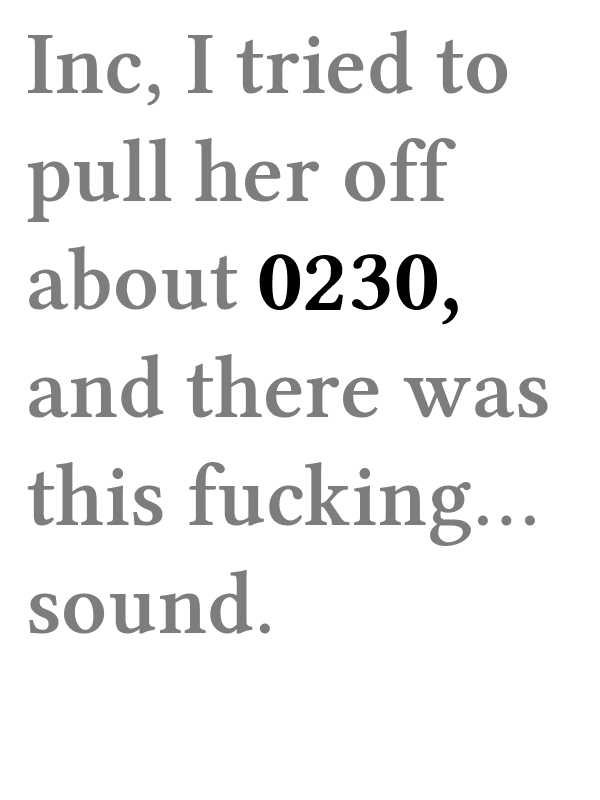 Inc, I tried to
pull her off
about 0230,
and there was
this fucking...
sound.